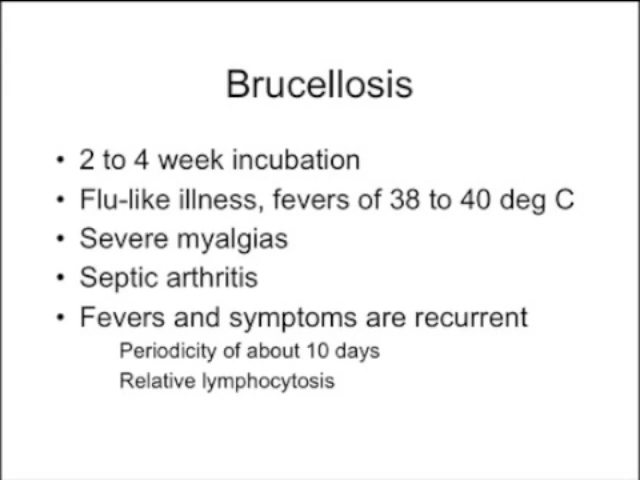 Brucellosis
• 2 to 4 week incubation
• Flu-like illness, fevers of 38 to 40 deg C
• Severe myalgias
• Septic arthritis
• Fevers and symptoms are recurrent
Periodicity of about 10 days
Relative lymphocytosis